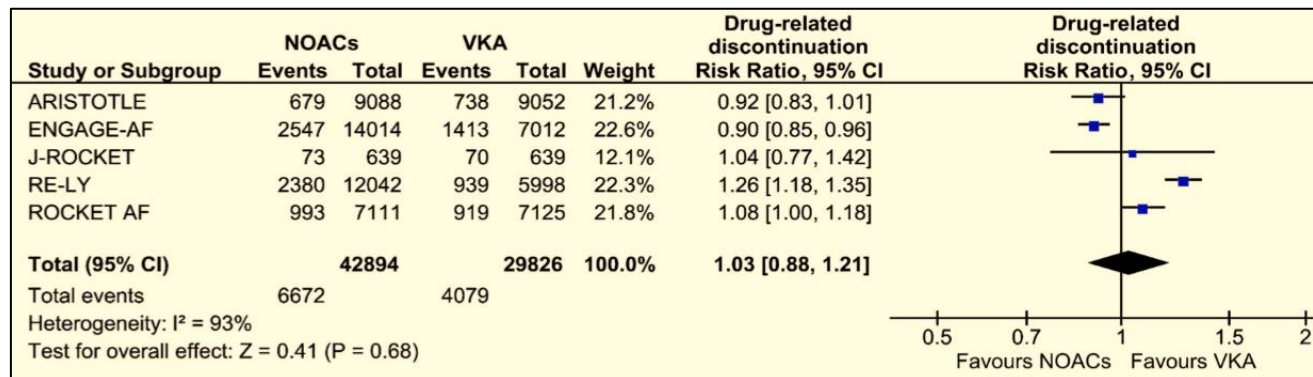 NOACs VKA Drug-related discontinuation Drug-related discontinuation
Study or Subgroup Events Total Events Total Weight Risk Ratio, 95% CI Risk Ratio, 95% CI
ARISTOTLE 679 9088 738 9052 21.2% 0.92 [0.83, 1.01]
ENGAGE-AF 2547 14014 1413 7012 22.6% 0.90 [0.85, 0.96]
J-ROCKET 73 639 70 639 12.1% 1.04 [0.77, 1.42]
RE-LY 2380 12042 939 5998 22.3% 1.26 [1.18, 1.35]
ROCKET AF 993 7111 919 7125 21.8% 1.08 [1.00, 1.18]
Total (95% CI) 42894 29826 100.0% 1.03 [0.88, 1.21]
Total events 6672 4079
Heterogeneity: I² = 93%
Test for overall effect: Z = 0.41 (P = 0.68)
0.5 0.7 1 1.5 2
Favours NOACs Favours VKA